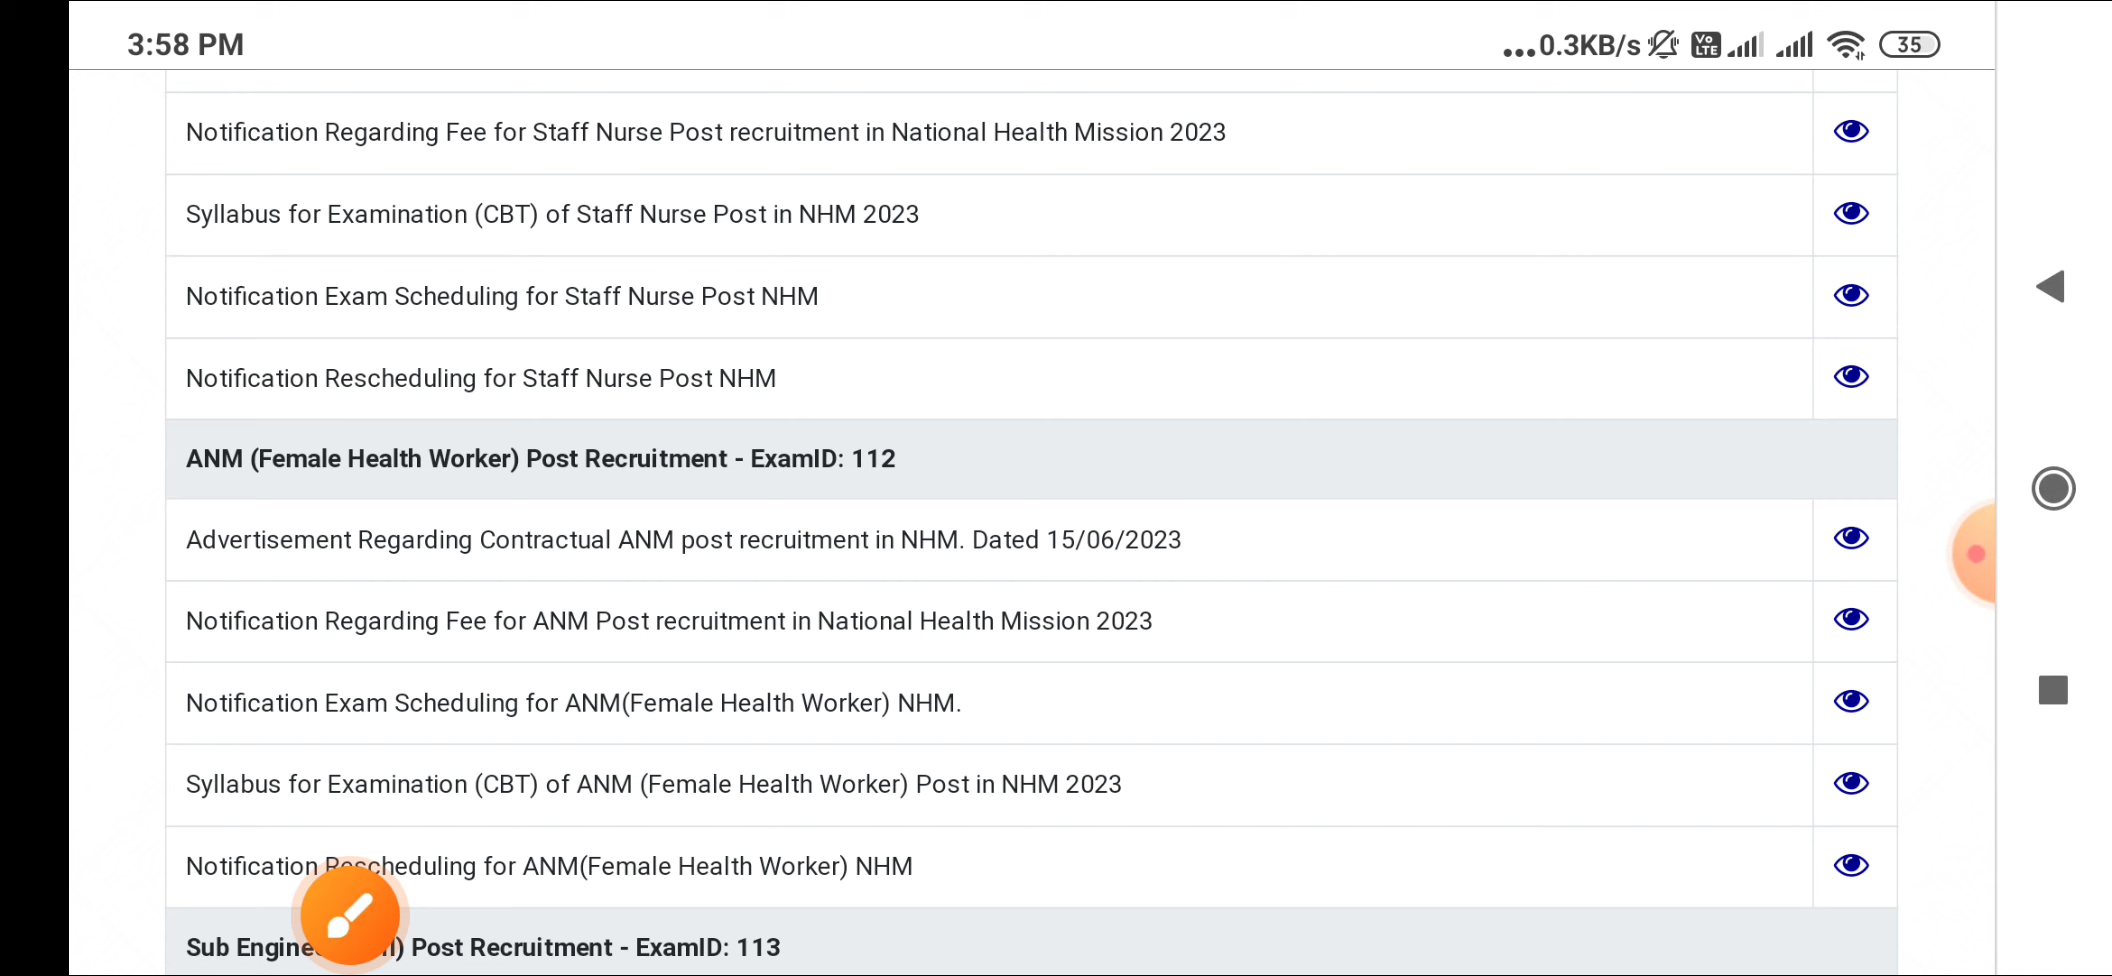 3:58 PM
...0.3KB/s Vo LTE 35
Notification Regarding Fee for Staff Nurse Post recruitment in National Health Mission 2023
Syllabus for Examination (CBT) of Staff Nurse Post in NHM 2023
Notification Exam Scheduling for Staff Nurse Post NHM
Notification Rescheduling for Staff Nurse Post NHM
ANM (Female Health Worker) Post Recruitment - ExamID: 112
Advertisement Regarding Contractual ANM post recruitment in NHM. Dated 15/06/2023
Notification Regarding Fee for ANM Post recruitment in National Health Mission 2023
Notification Exam Scheduling for ANM(Female Health Worker) NHM.
Syllabus for Examination (CBT) of ANM (Female Health Worker) Post in NHM 2023
Notification Rescheduling for ANM(Female Health Worker) NHM
Sub Post Recruitment - ExamID: 113